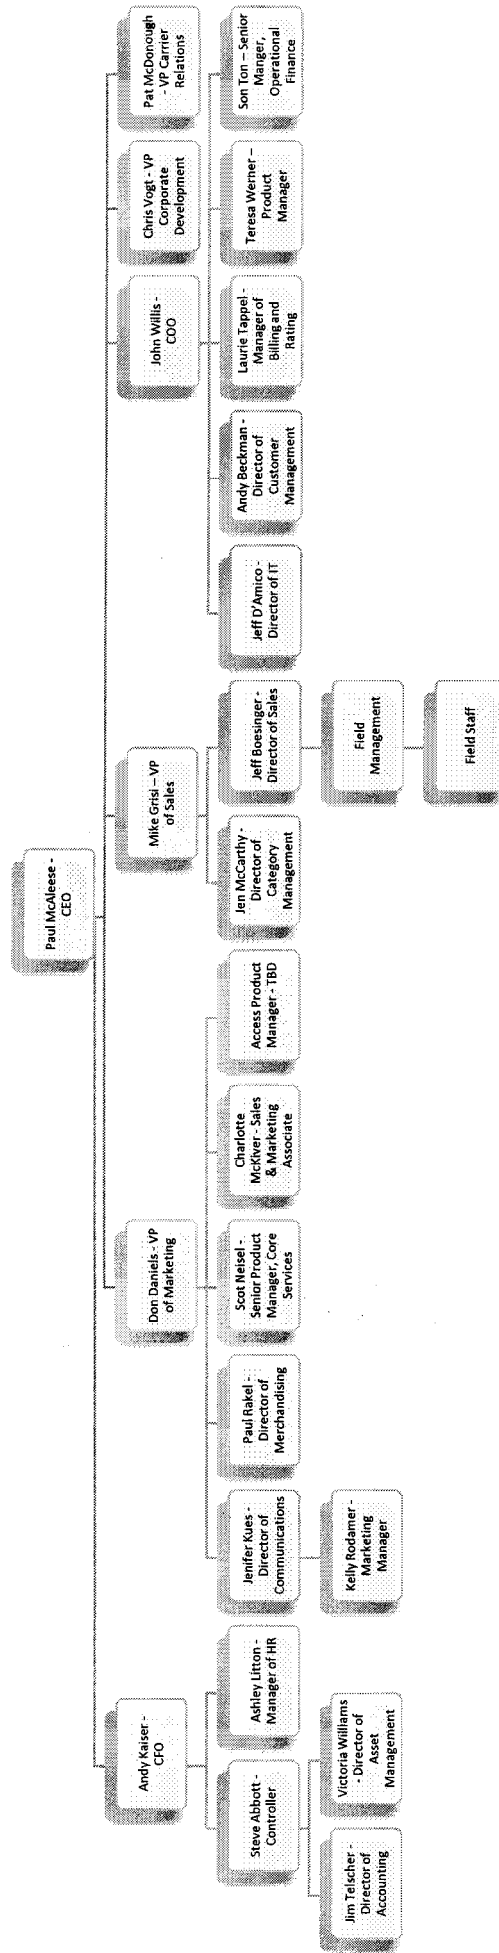 Paul McAleese -
CEO
Andy Kaiser -
CFO
Don Daniels - VP
of Marketing
Mike Grisi – VP
of Sales
John Willis -
COO
Chris Vogt - VP
Corporate
Development
Pat McDonough
- VP Carrier
Relations
Steve Abbott -
Controller
Ashley Litton -
Manager of HR
Jenifer Kues -
Director of
Communications
Paul Rakel -
Director of
Merchandising
Scot Neisel -
Senior Product
Manager, Core
Services
Charlotte
McKiver - Sales
& Marketing
Associate
Access Product
Manager - TBD
Jen McCarthy -
Director of
Category
Management
Jeff Boesinger -
Director of Sales
Jeff D'Amico -
Director of IT
Andy Beckman -
Director of
Customer
Management
Laurie Tappel -
Manager of
Billing and
Rating
Teresa Werner –
Product
Manager
Son Ton – Senior
Manger,
Operational
Finance
Jim Telscher -
Director of
Accounting
Victoria Williams
- Director of
Asset
Management
Kelly Rodamer -
Marketing
Manager
Field
Management
Field Staff